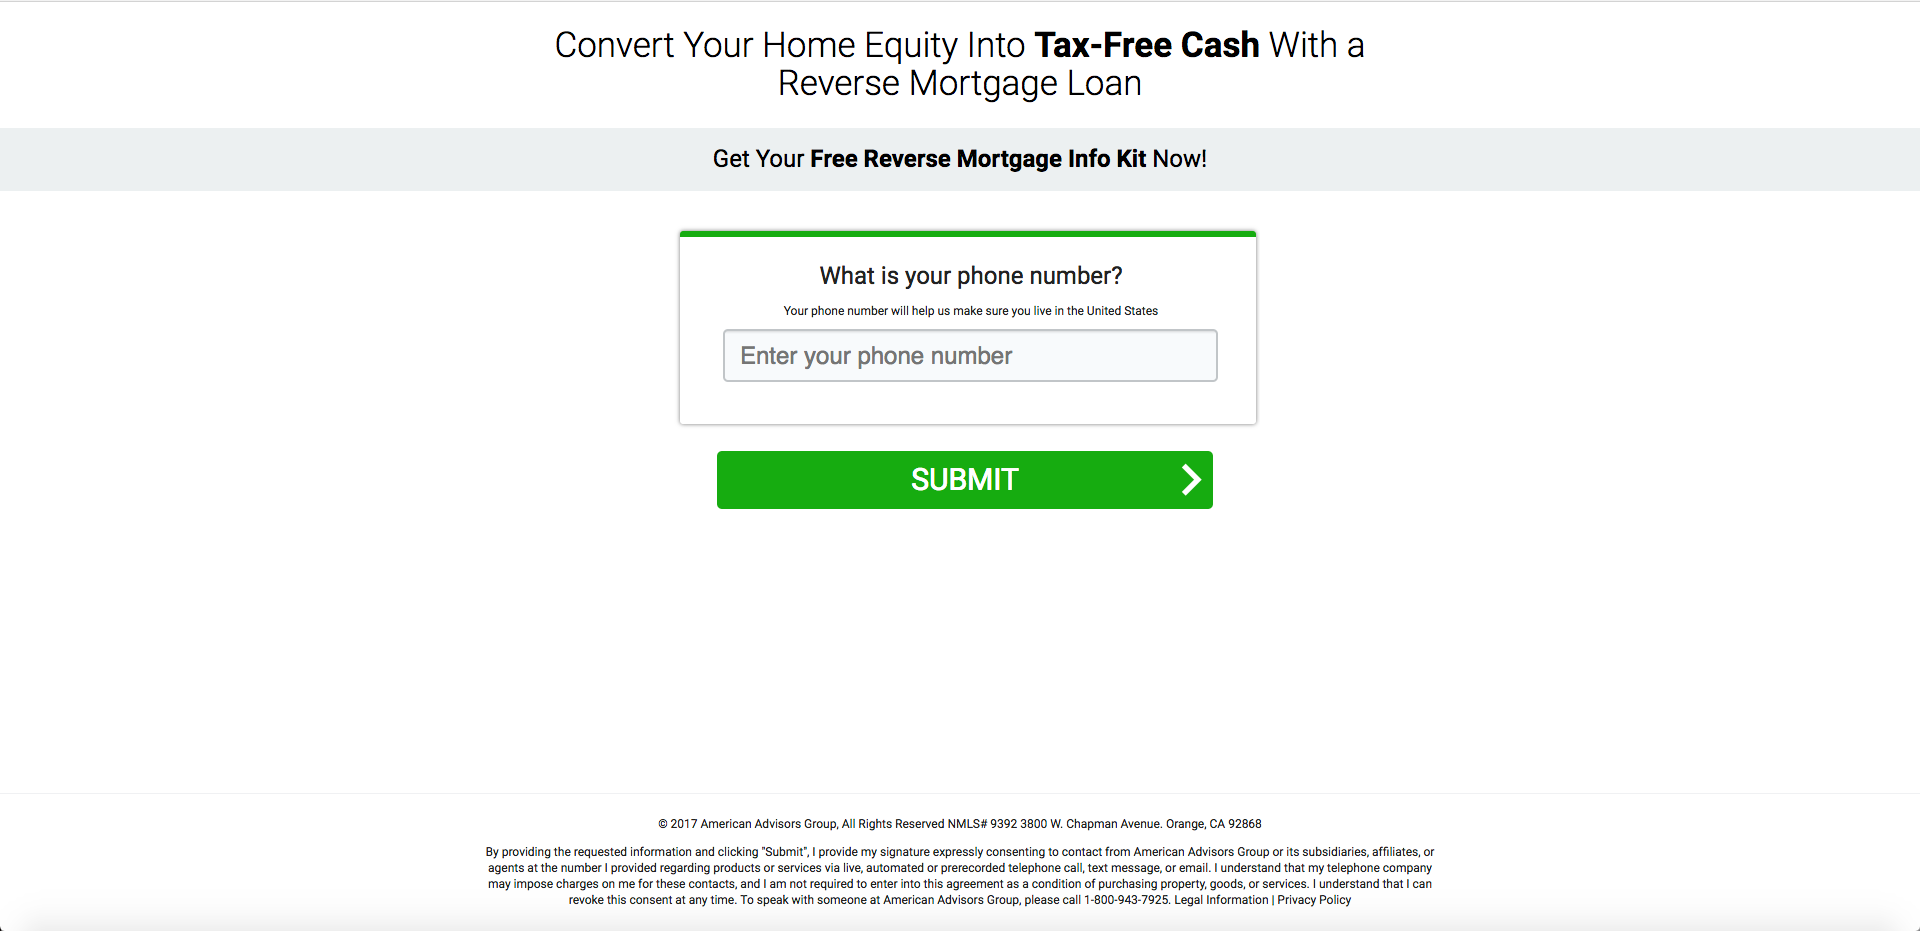 Convert Your Home Equity Into Tax-Free Cash With a
Reverse Mortgage Loan
Get Your Free Reverse Mortgage Info Kit Now!
What is your phone number?
Your phone number will help us make sure you live in the United States
Enter your phone number
SUBMIT
© 2017 American Advisors Group, All Rights Reserved NMLS# 9392 3800 W. Chapman Avenue. Orange, CA 92868
By providing the requested information and clicking "Submit", I provide my signature expressly consenting to contact from American Advisors Group or its subsidiaries, affiliates, or
agents at the number I provided regarding products or services via live, automated or prerecorded telephone call, text message, or email. I understand that my telephone company
may impose charges on me for these contacts, and I am not required to enter into this agreement as a condition of purchasing property, goods, or services. I understand that I can
revoke this consent at any time. To speak with someone at American Advisors Group, please call 1-800-943-7925. Legal Information | Privacy Policy